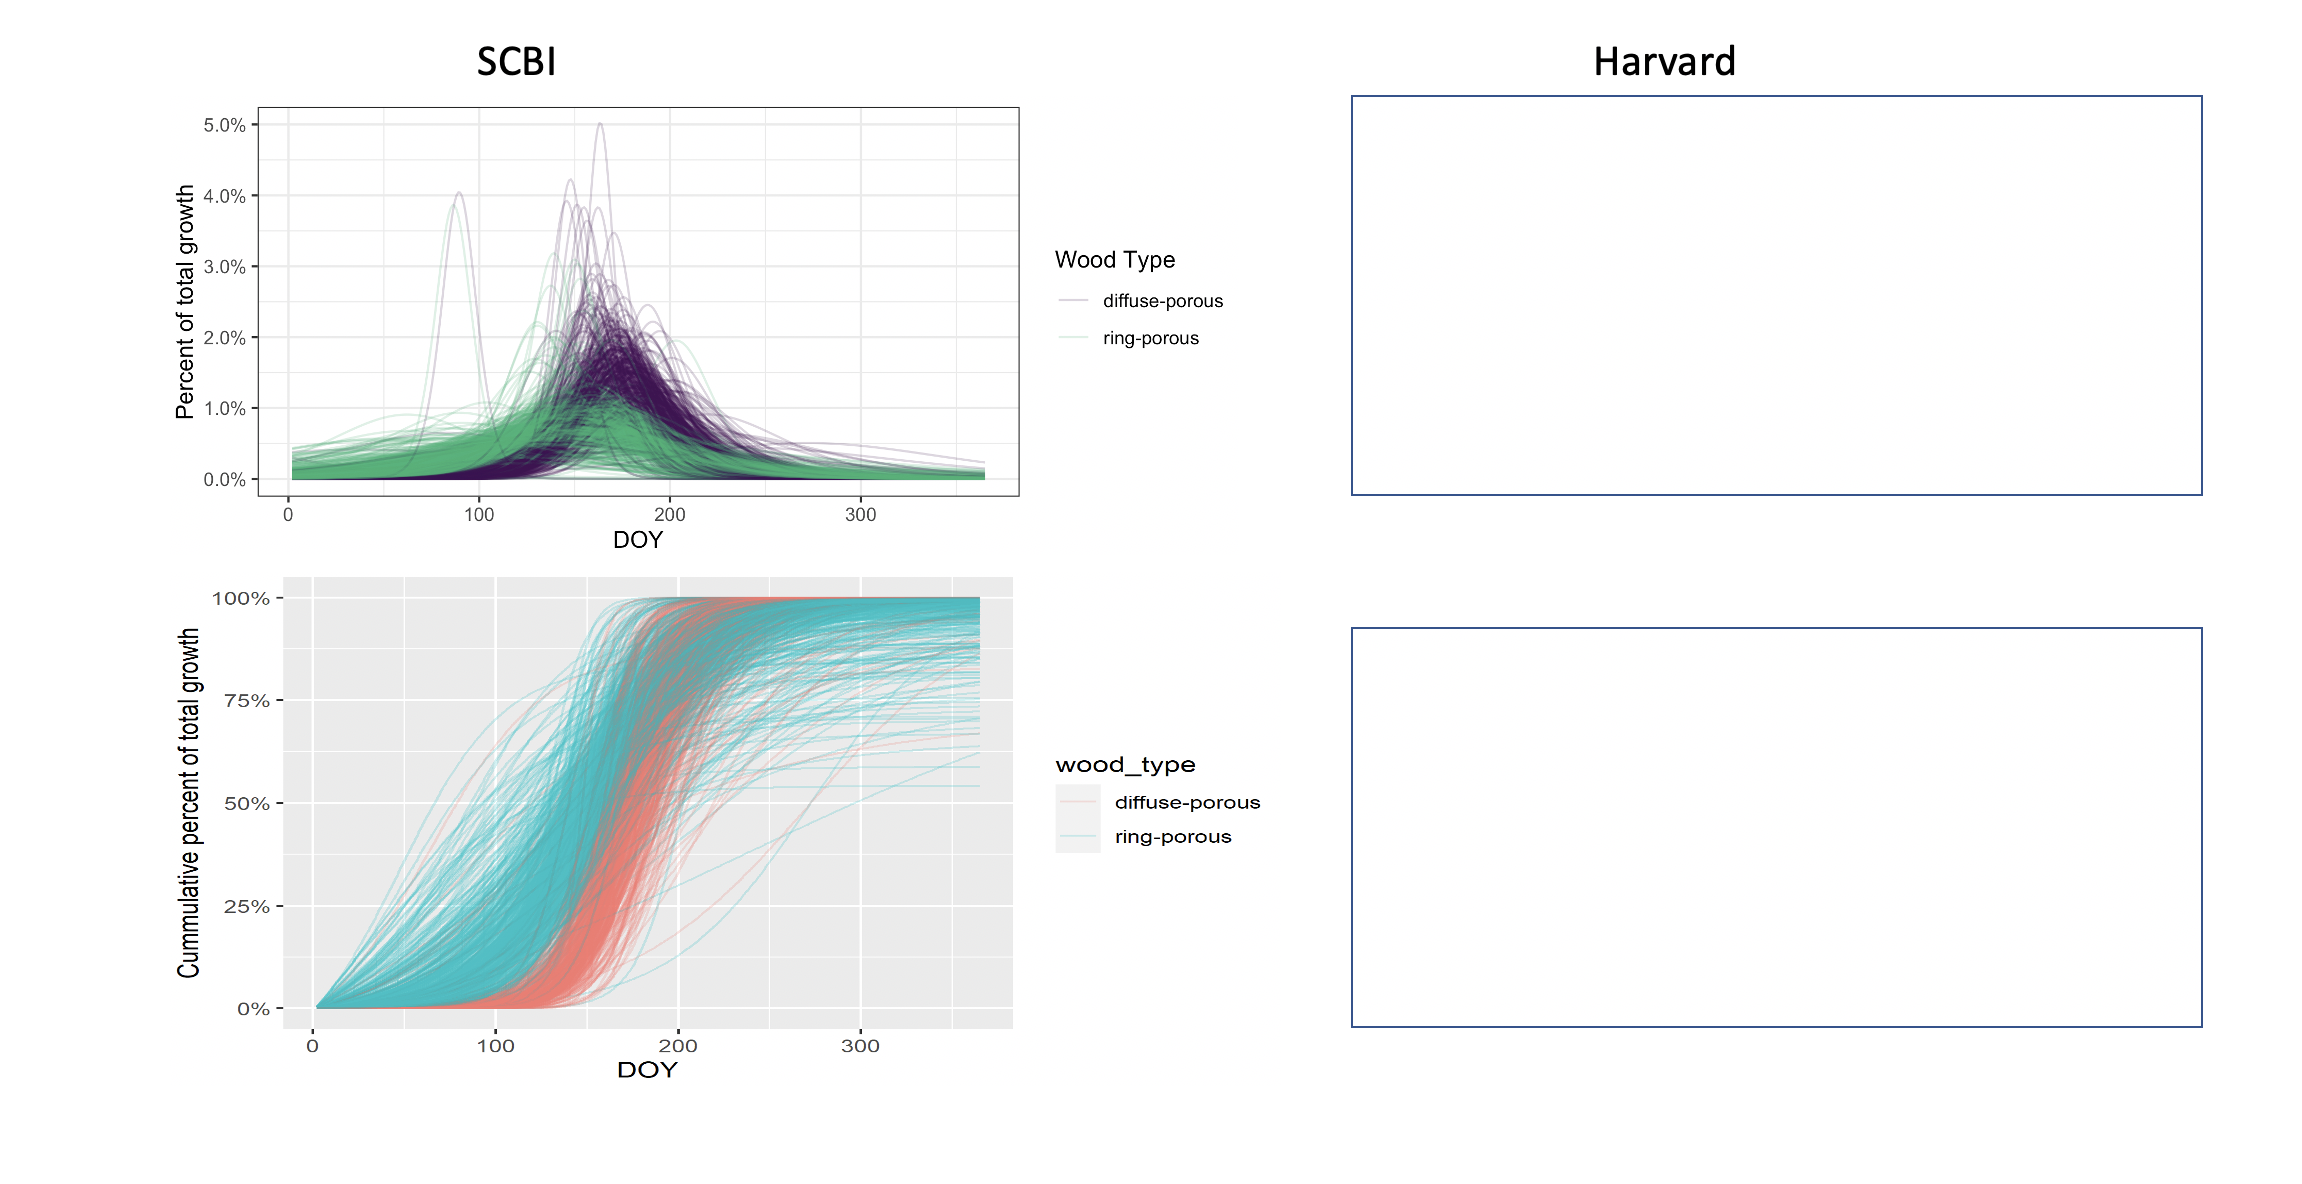 SCBI
Harvard
Percent of total growth
5.0%
4.0%
3.0%
2.0%
1.0%
0.0%
0
100
200
300
DOY
Wood Type
diffuse-porous
ring-porous
Cummulative percent of total growth
100%
75%
50%
25%
0%
0
100
200
300
DOY
wood_type
diffuse-porous
ring-porous